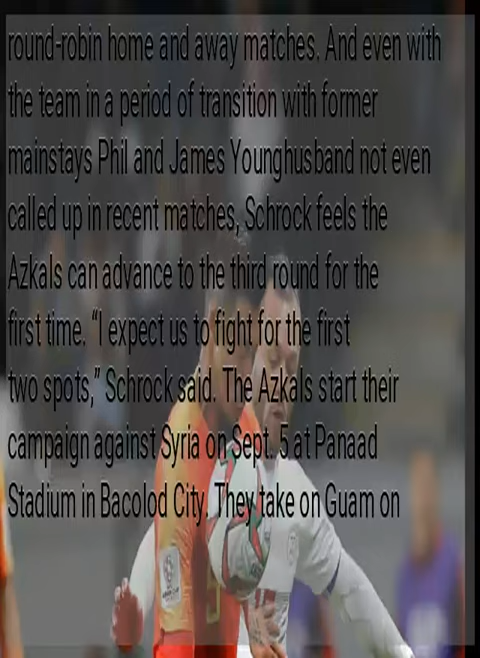 round-robin home and away matches. And even with
the team in a period of transition with former
mainstays Phil and James Younghusband not even
called up in recent matches, Schrock feels the
Azkals can advance to the third round for the
first time. “I expect us to fight for the first
two spots,” Schrock said. The Azkals start their
campaign against Syria on Sept. 5 at Panaad
Stadium in Bacolod City. They take on Guam on